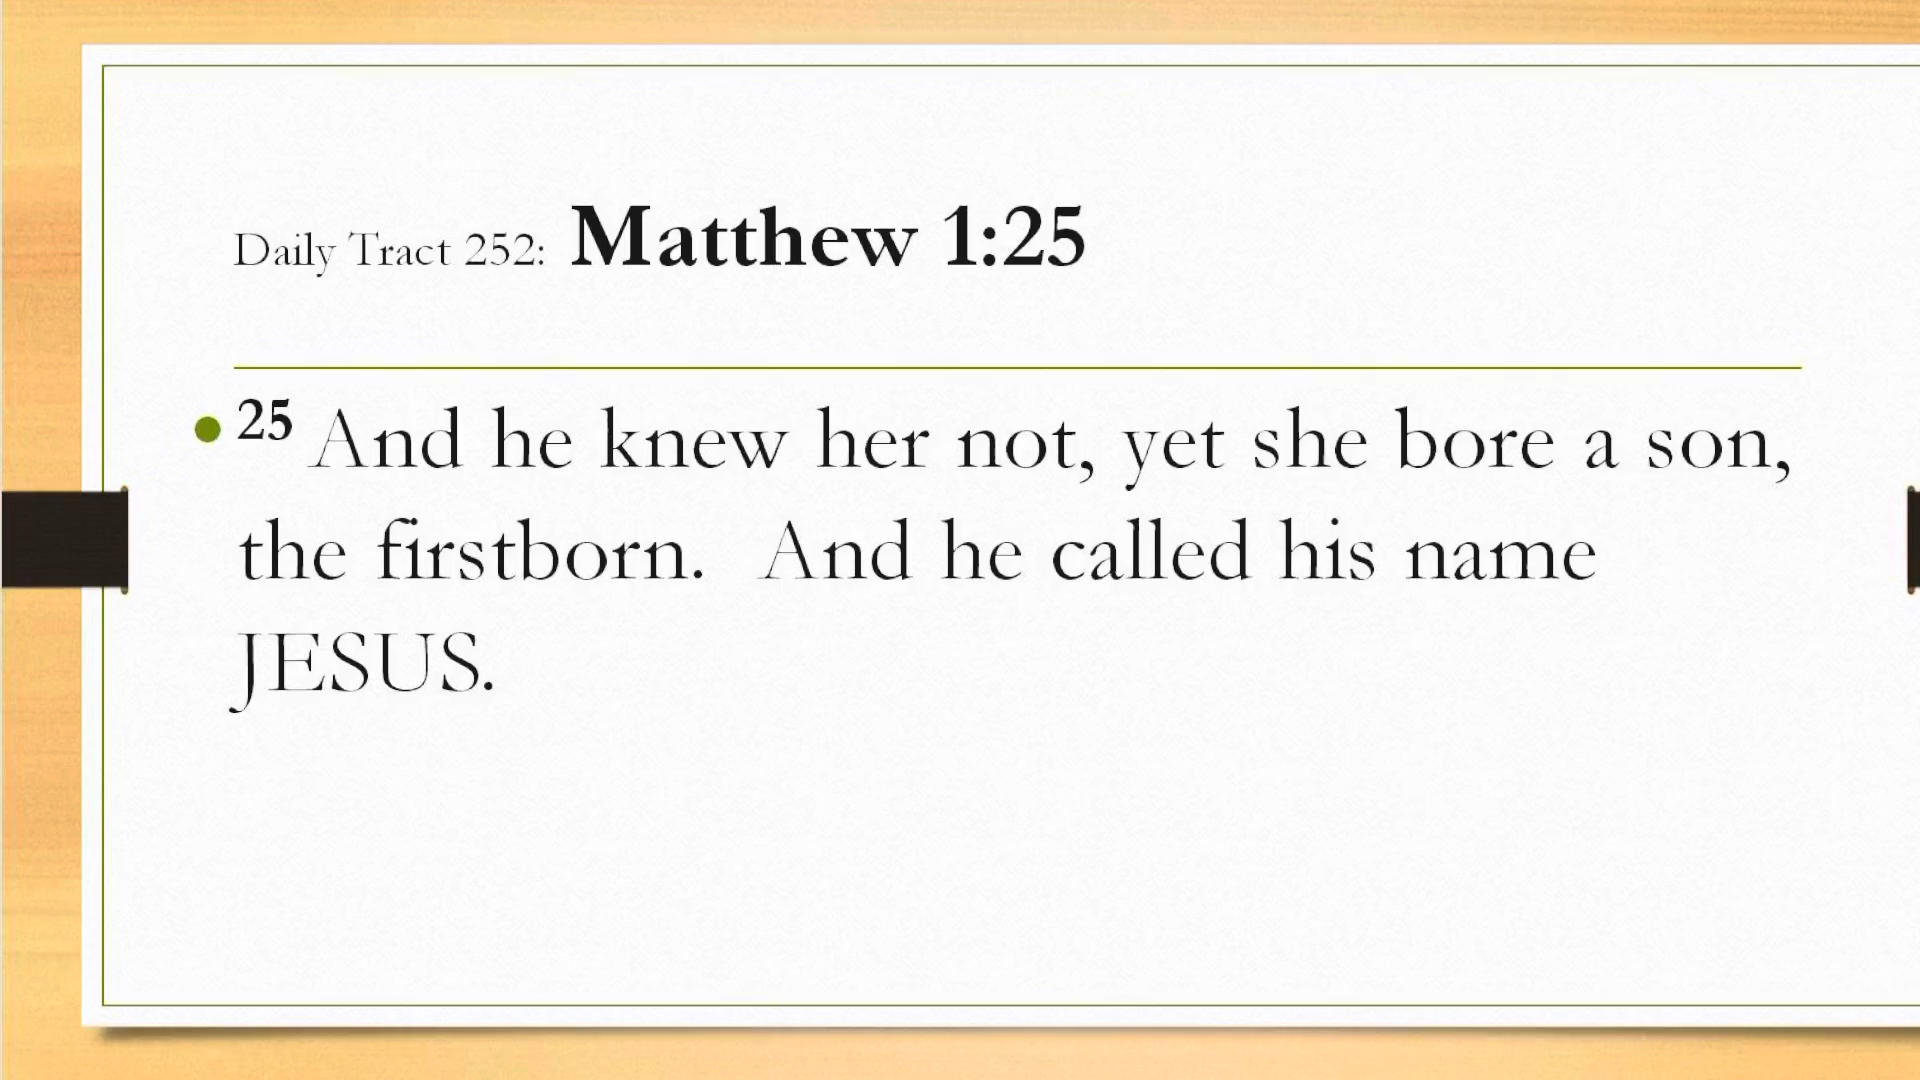 Daily Tract 252: Matthew 1:25
• 25 And he knew her not, yet she bore a son,
the firstborn. And he called his name
JESUS.